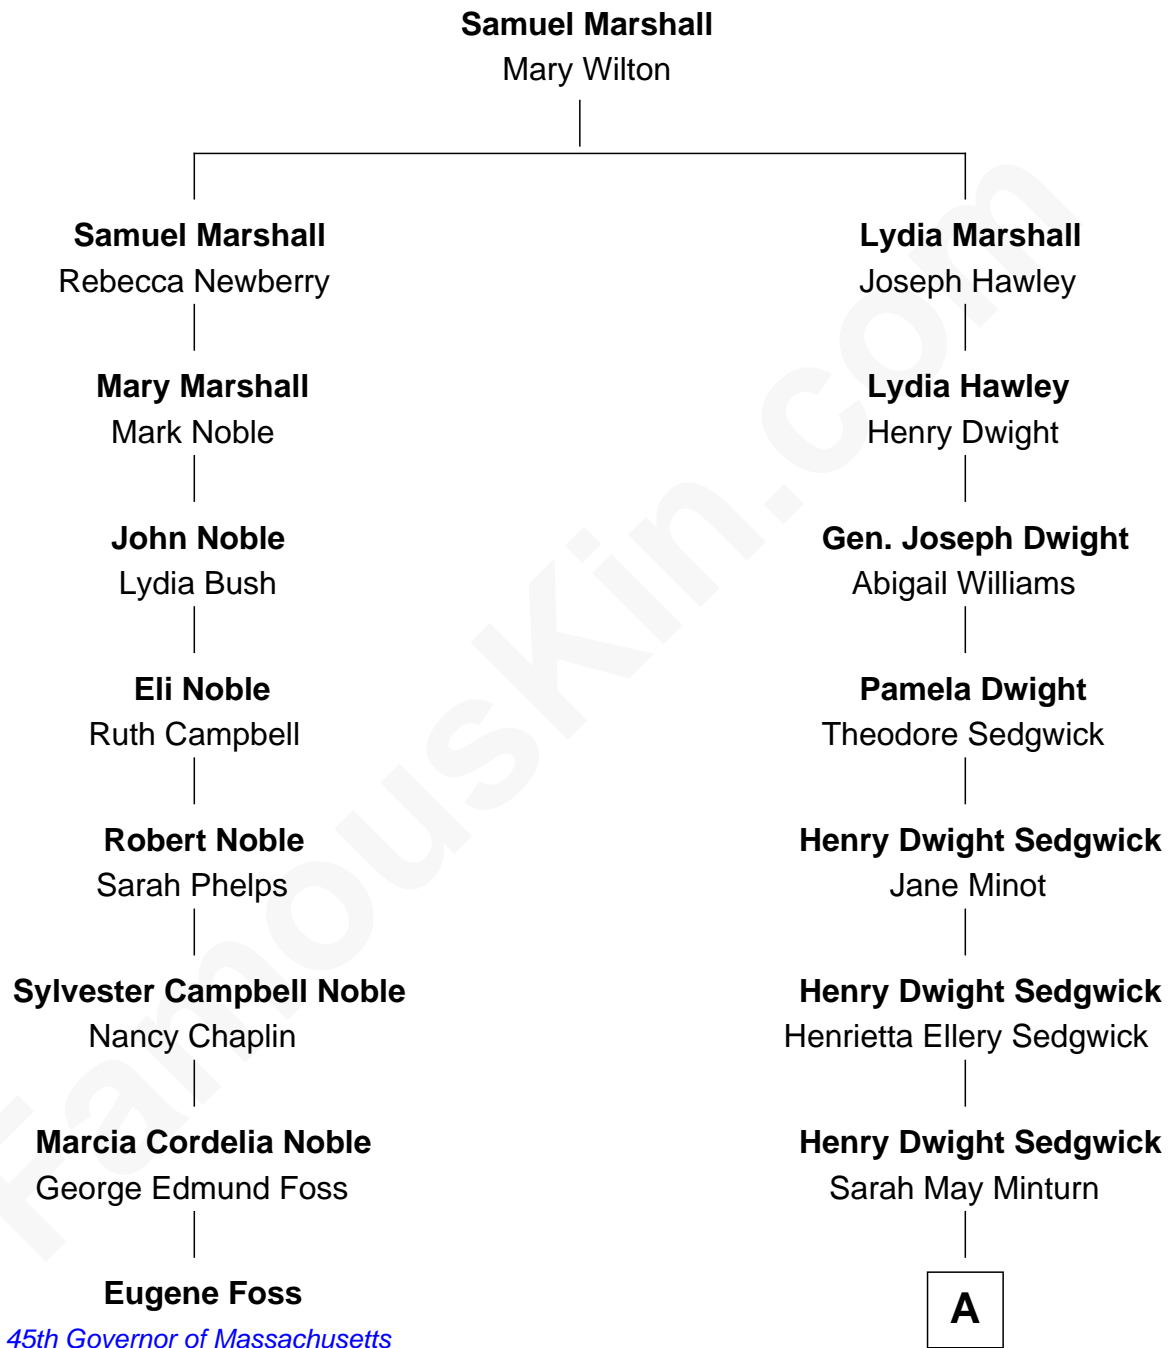 Samuel Marshall
Mary Wilton
Samuel Marshall
Rebecca Newberry
Lydia Marshall
Joseph Hawley
Mary Marshall
Mark Noble
Lydia Hawley
Henry Dwight
John Noble
Lydia Bush
Gen. Joseph Dwight
Abigail Williams
Eli Noble
Ruth Campbell
Pamela Dwight
Theodore Sedgwick
Robert Noble
Sarah Phelps
Henry Dwight Sedgwick
Jane Minot
Sylvester Campbell Noble
Nancy Chaplin
Henry Dwight Sedgwick
Henrietta Ellery Sedgwick
Marcia Cordelia Noble
George Edmund Foss
Henry Dwight Sedgwick
Sarah May Minturn
Eugene Foss
45th Governor of Massachusetts
A
FamousKin.com